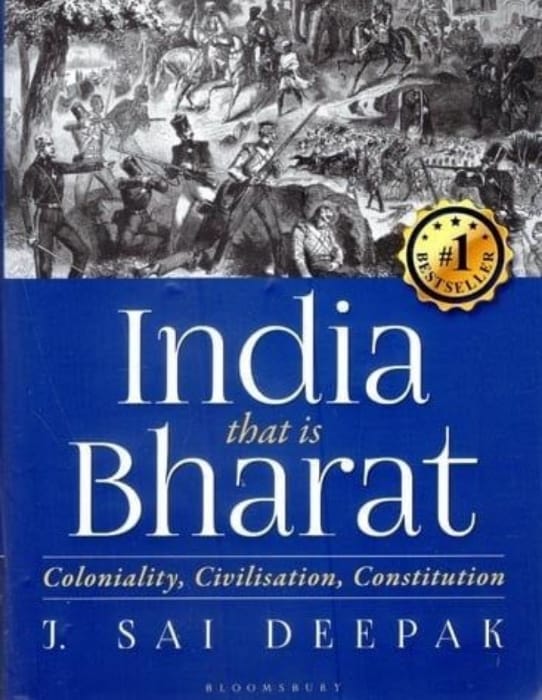 #1
BESTSELLER
India
that is
Bharat
Coloniality, Civilisation, Constitution
J. SAI DEEPAK
BLOOMSBURY